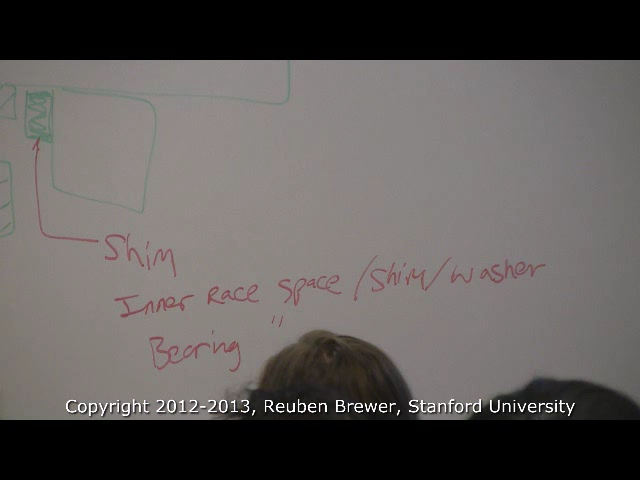 Shim
Inner Race space /shim/washer
Bearing "
Copyright 2012-2013, Reuben Brewer, Stanford University